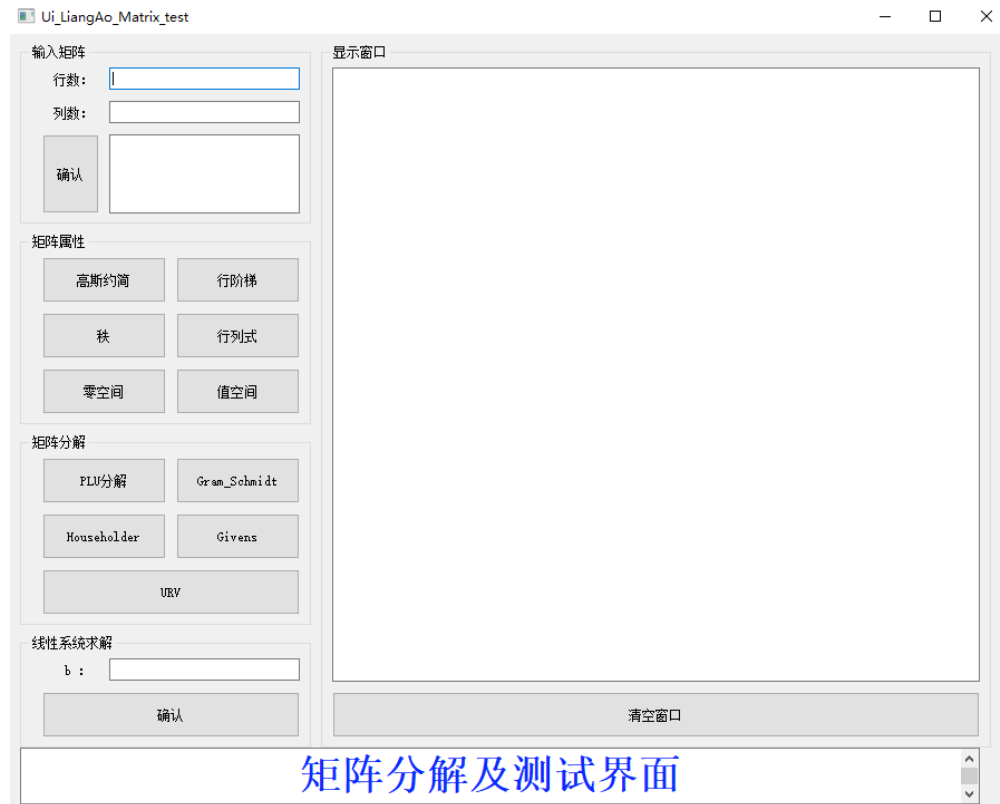 Ui_LiangAo_Matrix_test
输入矩阵
行数：
列数：
确认
矩阵属性
高斯约简 行阶梯
秩 行列式
零空间 值空间
矩阵分解
PLU分解 Gram_Schmidt
Householder Givens
URV
线性系统求解
b :
确认
显示窗口
清空窗口
矩阵分解及测试界面